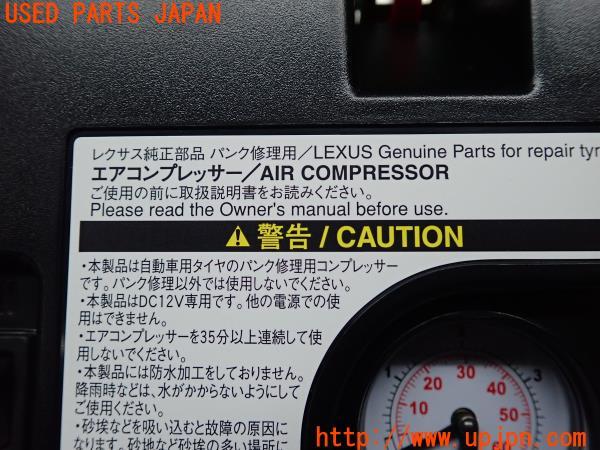 USED PARTS JAPAN
レクサス純正部品 パンク修理用/LEXUS Genuine Parts for repair
エアコンプレッサー/AIR COMPRESSOR
ご使用の前に取扱説明書をお読みください。
Please read the Owner's manual before use.
警告 / CAUTION
・本製品は自動車用タイヤのパンク修理用コンプレッサー
です。パンク修理以外では使用しないでください。
・本製品はDC12V専用です。他の電源での使
用はできません。
・エアコンプレッサーを35分以上連続して使
用しないでください。
・本製品には防水加工をしておりません。
降雨時などは、水がかからないようにして
ご使用ください。
・砂埃などを吸い込むと故障の原因に
なります。砂地など砂埃の多い場所に
1 3
10 20 30 40 50
http://www.upjpn.com